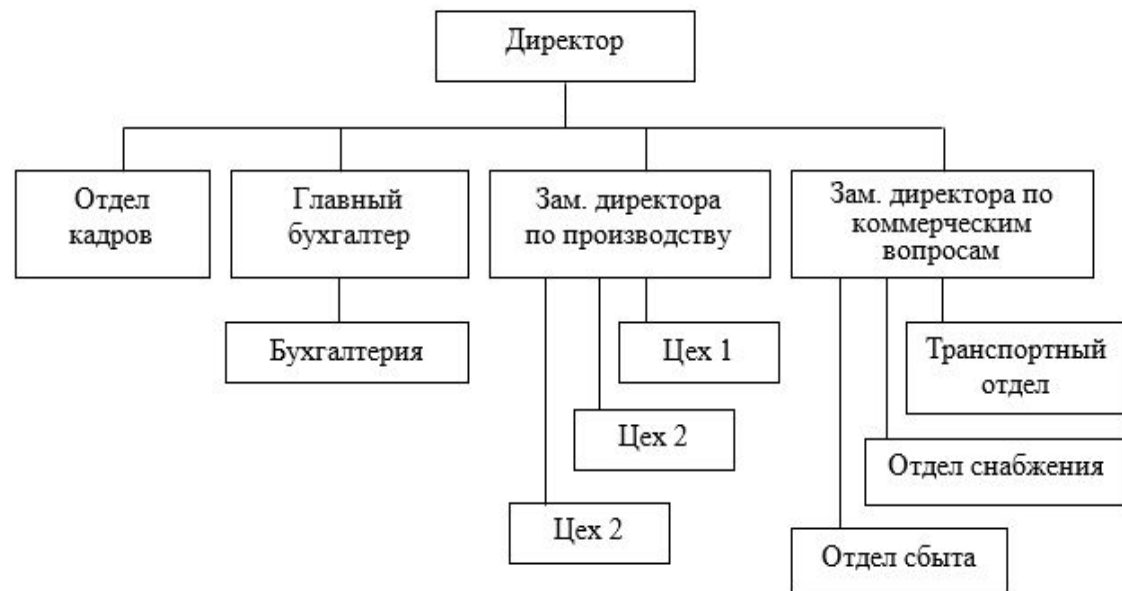 Директор
Отдел
кадров
Главный
бухгалтер
Зам. директора
по производству
Зам. директора по
коммерческим
вопросам
Бухгалтерия
Цех 1
Транспортный
отдел
Цех 2
Отдел снабжения
Цех 2
Отдел сбыта